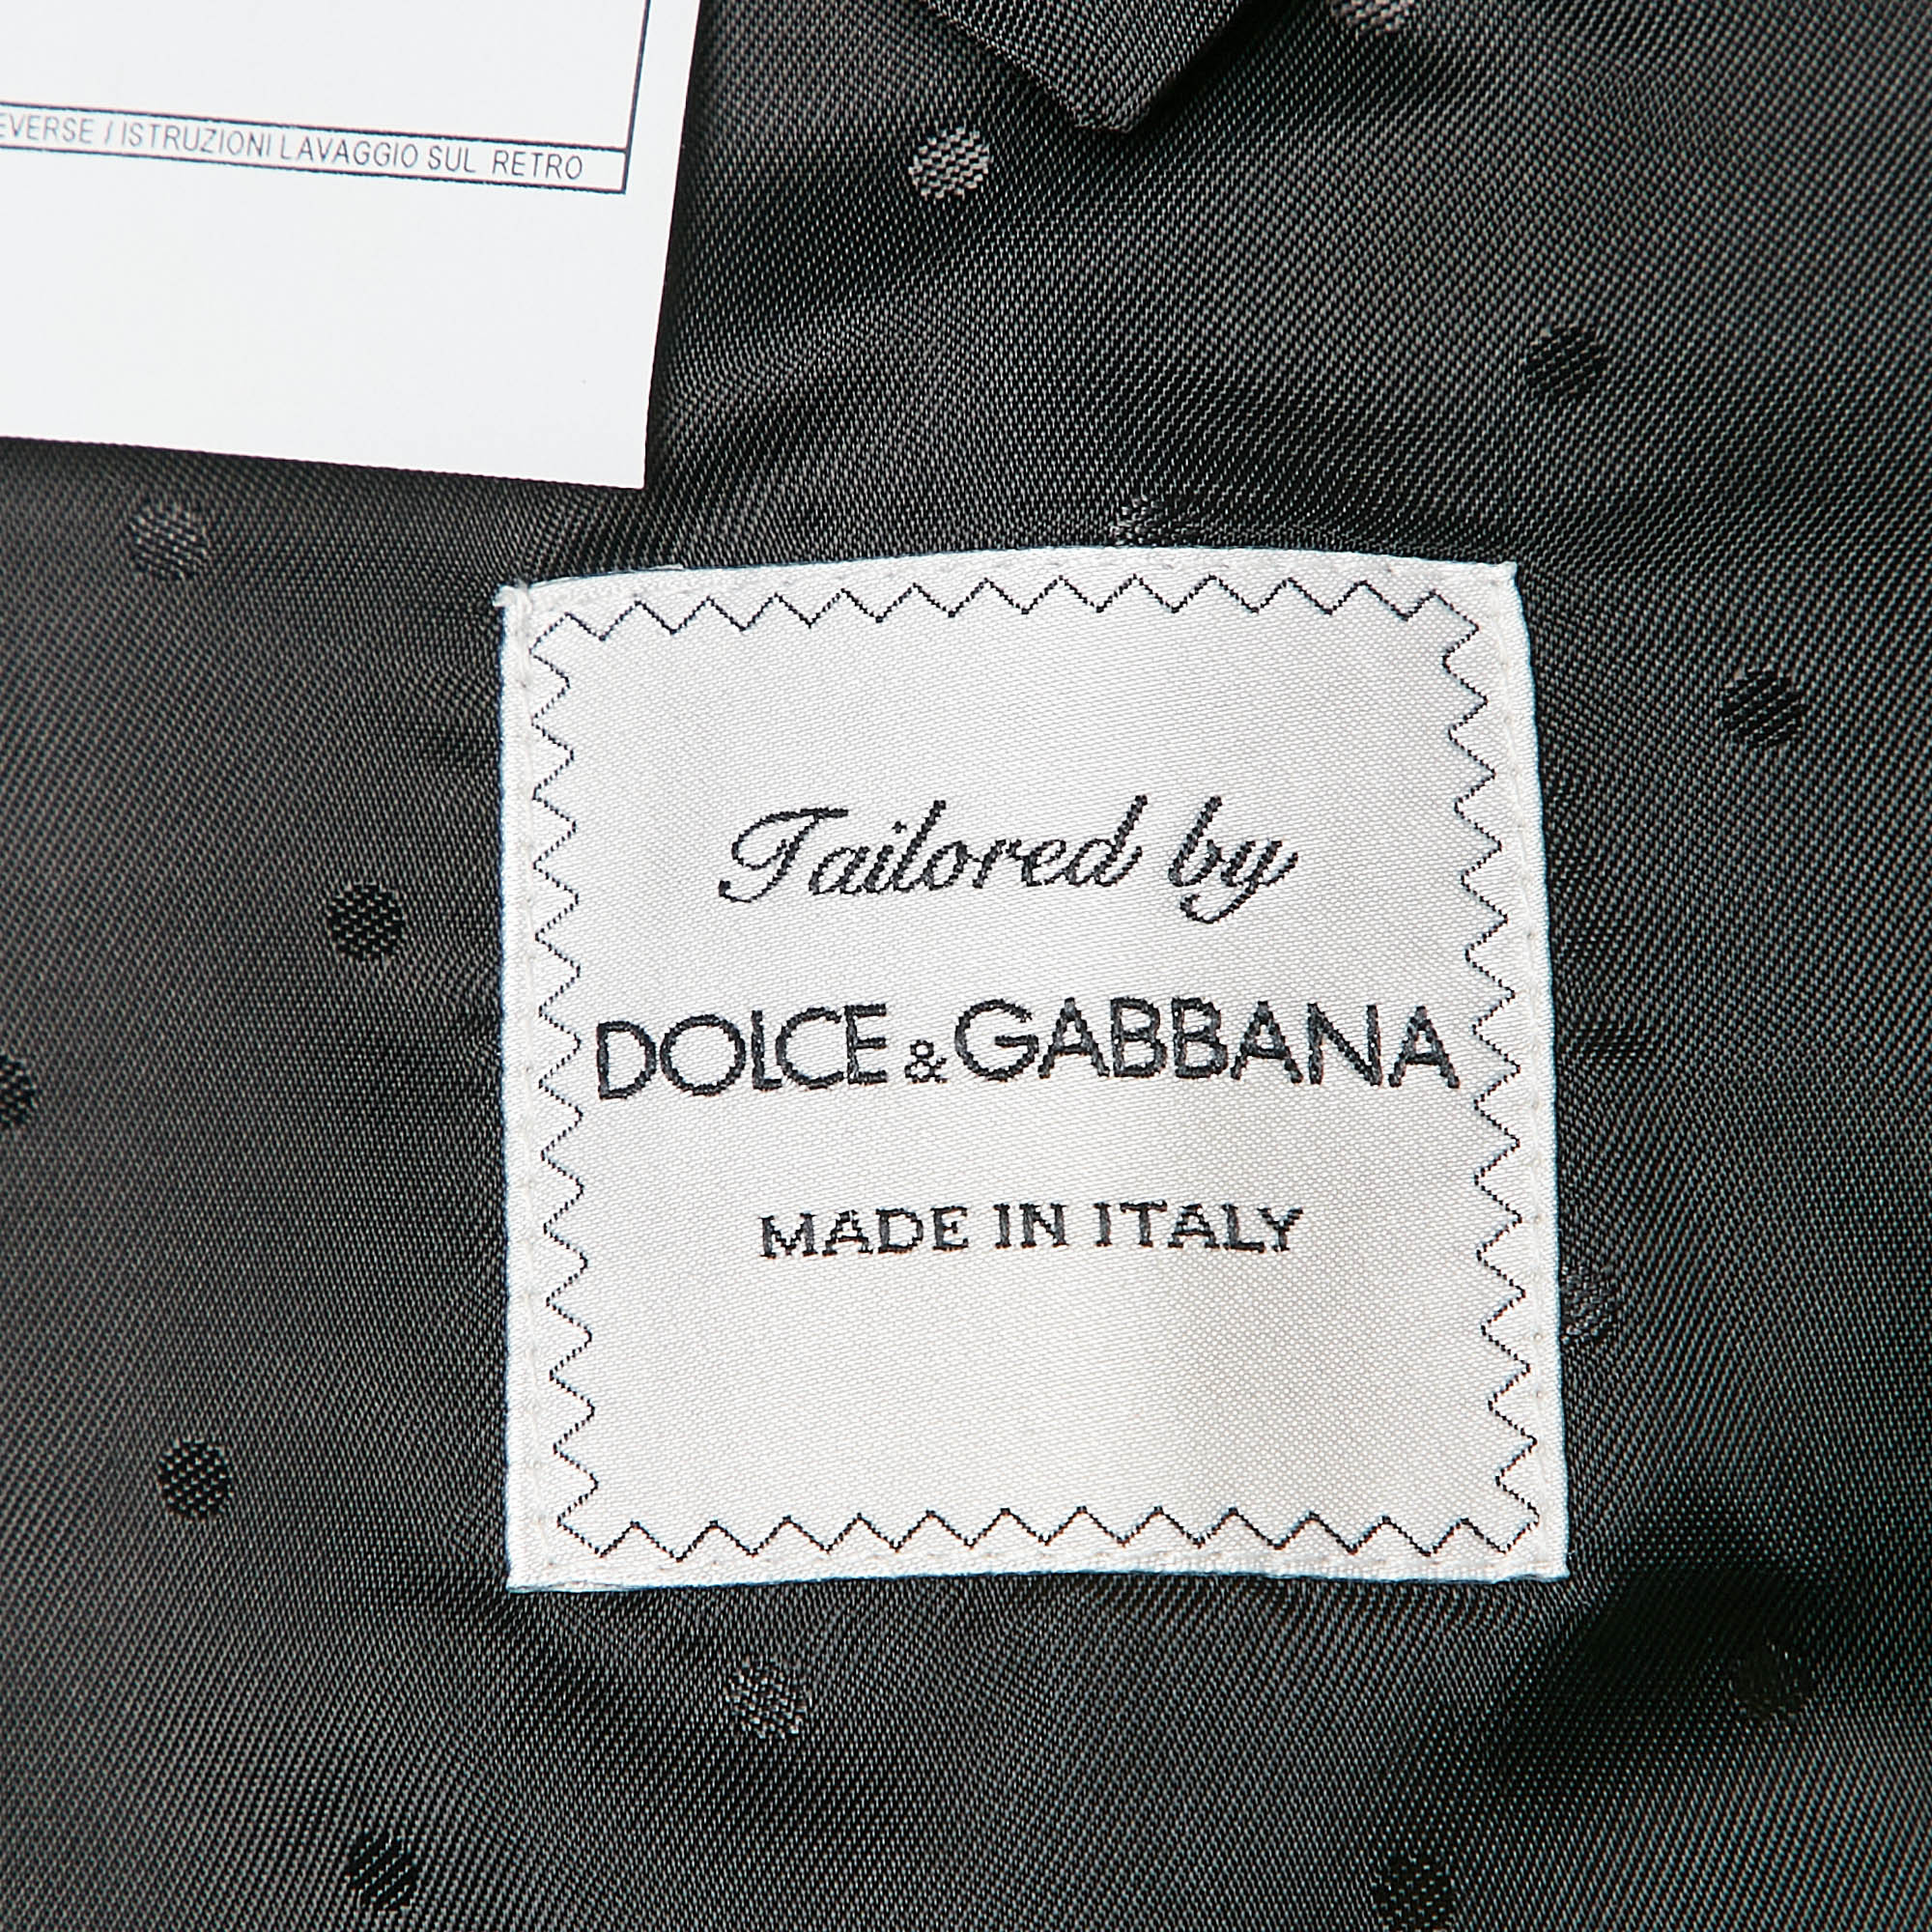 / ISTRUZIONI LAVAGGIO SUL RETRO
Tailored by
DOLCE & GABBANA
MADE IN ITALY